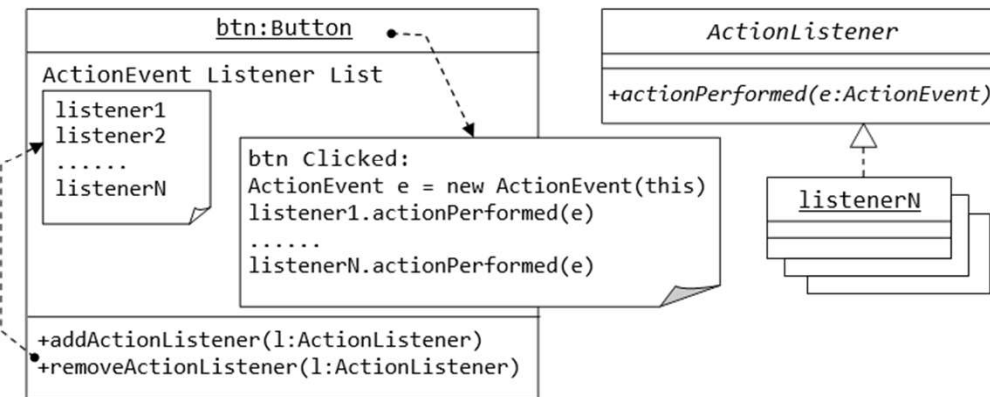 btn:Button
ActionEvent Listener List
listener1
listener2
......
listenerN
btn Clicked:
ActionEvent e = new ActionEvent(this)
listener1.actionPerformed(e)
......
listenerN.actionPerformed(e)
+addActionListener(l:ActionListener)
+removeActionListener(l:ActionListener)
ActionListener
+actionPerformed(e:ActionEvent)
listenerN